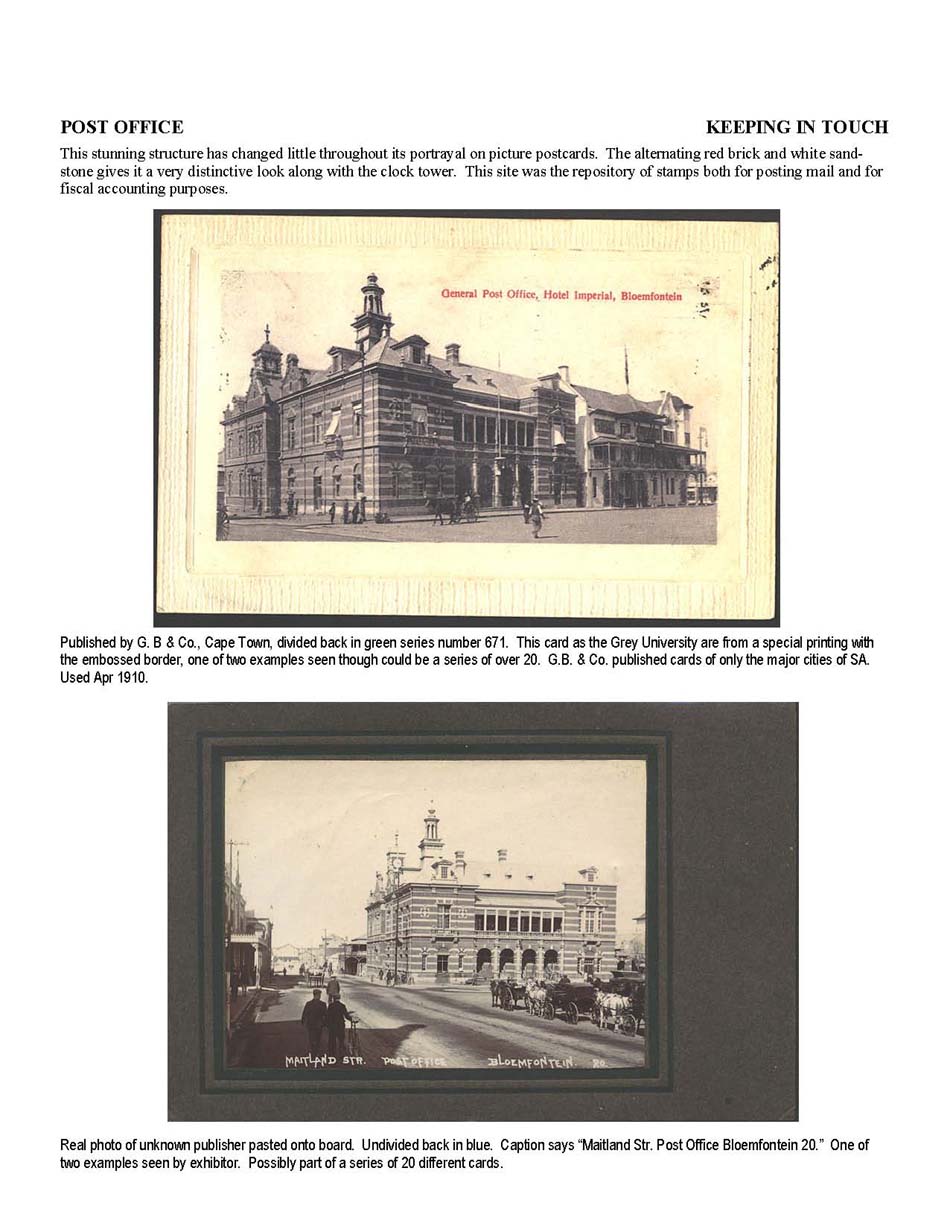 POST OFFICE KEEPING IN TOUCH
This stunning structure has changed little throughout its portrayal on picture postcards.  The alternating red brick and white sand-
stone gives it a very distinctive look along with the clock tower.  This site was the repository of stamps both for posting mail and for
fiscal accounting purposes.
General Post Office, Hotel Imperial, Bloemfontein
Published by G. B & Co., Cape Town, divided back in green series number 671.  This card as the Grey University are from a special printing with
the embossed border, one of two examples seen though could be a series of over 20.  G.B. & Co. published cards of only the major cities of SA.
Used Apr 1910.
MAITLAND STR. POST OFFICE BLOEMFONTEIN. 20.
Real photo of unknown publisher pasted onto board.  Undivided back in blue.  Caption says “Maitland Str. Post Office Bloemfontein 20.”  One of
two examples seen by exhibitor.  Possibly part of a series of 20 different cards.